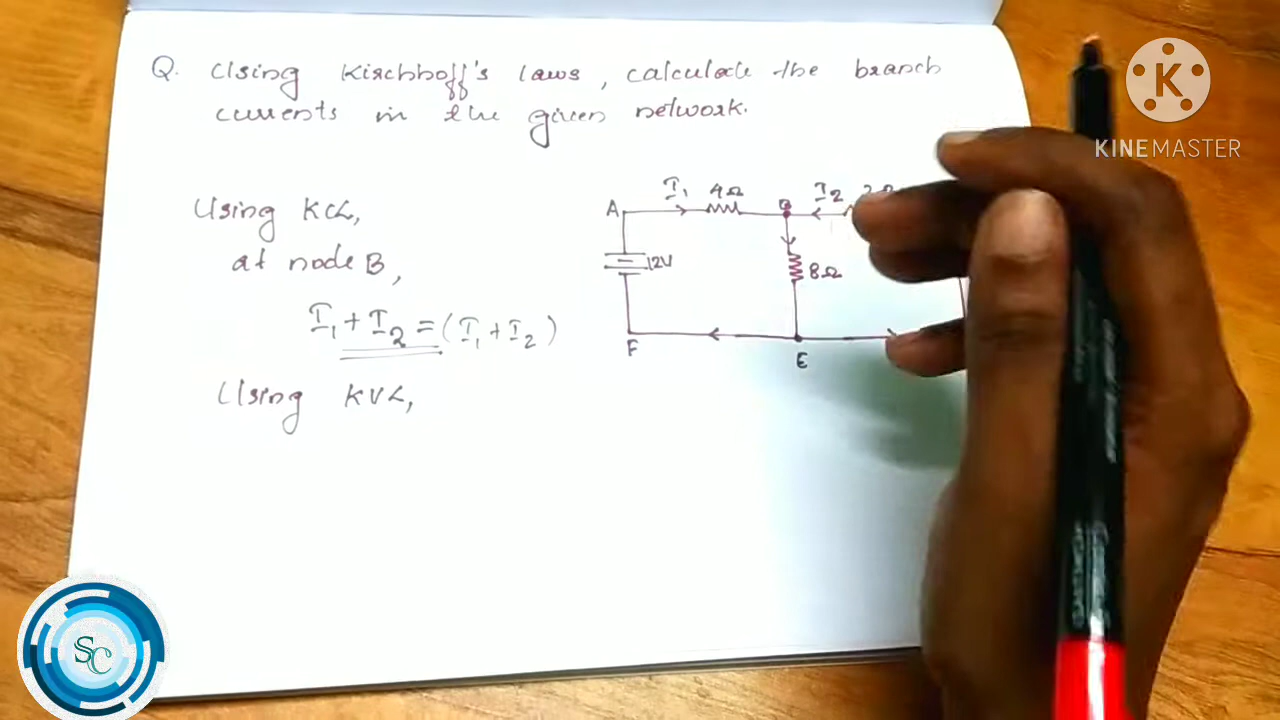 Q. Using Kirchhoff's laws, calculate the branch
currents in the given network.
Using KCL,
at node B,
I₁ + I₂ = (I₁ + I₂)
Using KVL,
A
I₁
4Ω
B
I₂
12V
8Ω
F
E
K
KINEMASTER
SC